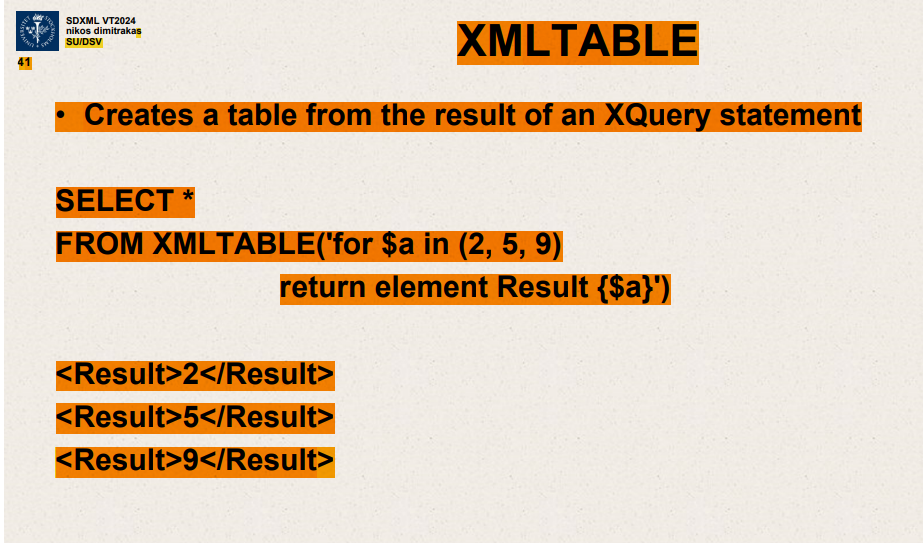 SDXML VT2024
nikos dimitrakas
SU/DSV
41
XMLTABLE
• Creates a table from the result of an XQuery statement
SELECT *
FROM XMLTABLE('for $a in (2, 5, 9)
return element Result {$a}')
<Result>2</Result>
<Result>5</Result>
<Result>9</Result>